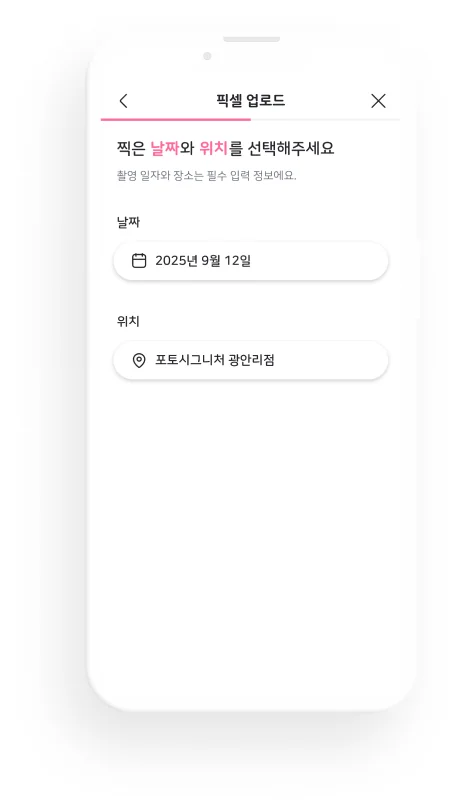 픽셀 업로드
찍은 날짜와 위치를 선택해주세요
촬영 일자와 장소는 필수 입력 정보에요.
날짜
2025년 9월 12일
위치
포토시그니처 광안리점